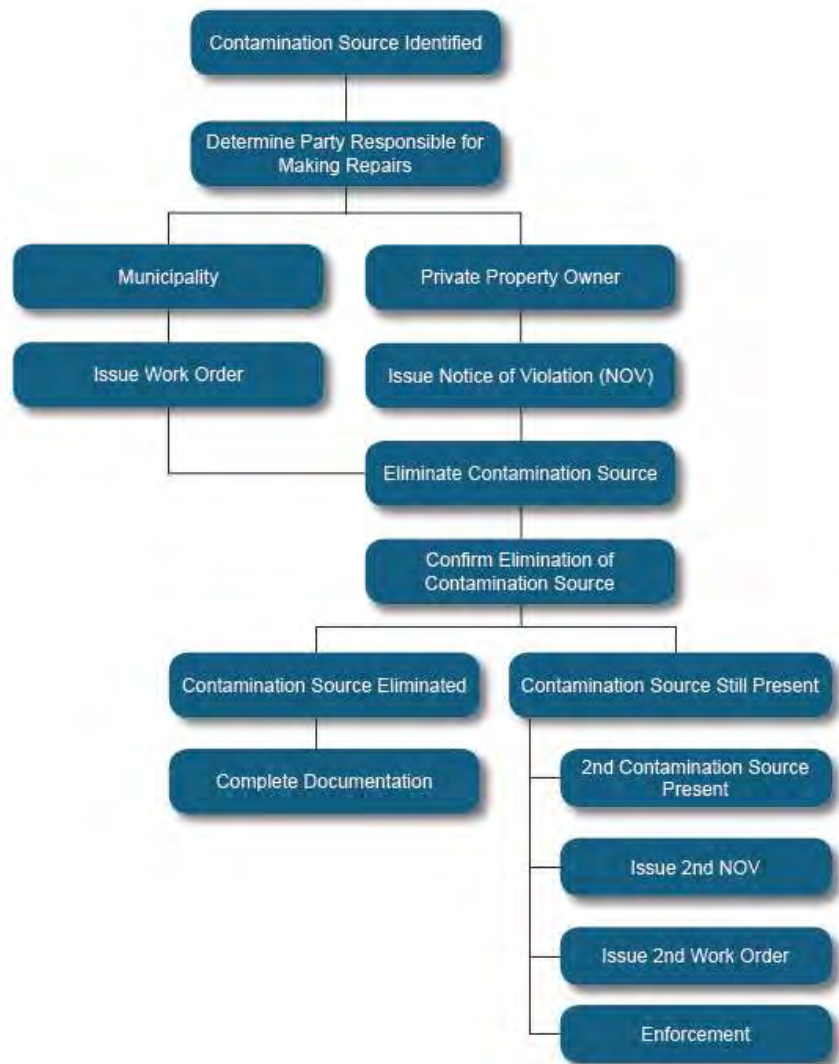 Contamination Source Identified
Determine Party Responsible for
Making Repairs
Municipality
Private Property Owner
Issue Work Order
Issue Notice of Violation (NOV)
Eliminate Contamination Source
Confirm Elimination of
Contamination Source
Contamination Source Eliminated
Contamination Source Still Present
Complete Documentation
2nd Contamination Source
Present
Issue 2nd NOV
Issue 2nd Work Order
Enforcement